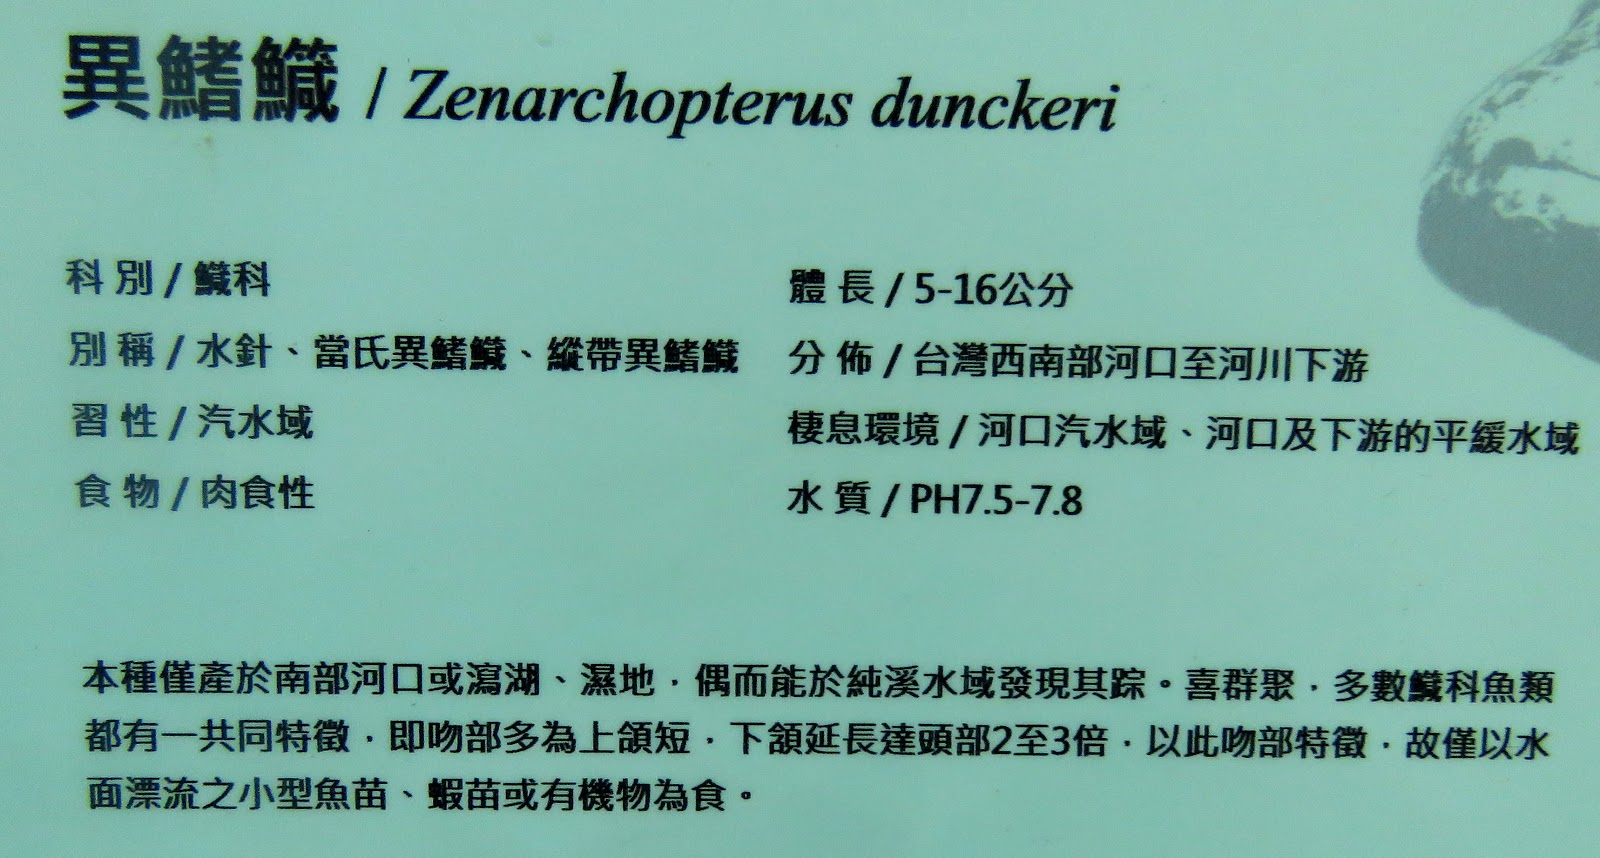 異鰭鱵 / Zenarchopterus dunckeri
科 別 / 鱵科
別 稱 / 水針、當氏異鰭鱵、縱帶異鰭鱵
習 性 / 汽水域
食 物 / 肉食性
體 長 / 5-16公分
分 佈 / 台灣西南部河口至河川下游
棲息環境 / 河口汽水域、河口及下游的平緩水域
水 質 / PH7.5-7.8
本種僅產於南部河口或瀉湖、濕地，偶而能於純溪水域發現其踪。喜群聚，多數鱵科魚類
都有一共同特徵，即吻部多為上頜短，下頜延長達頭部2至3倍，以此吻部特徵，故僅以水
面漂流之小型魚苗、蝦苗或有機物為食。